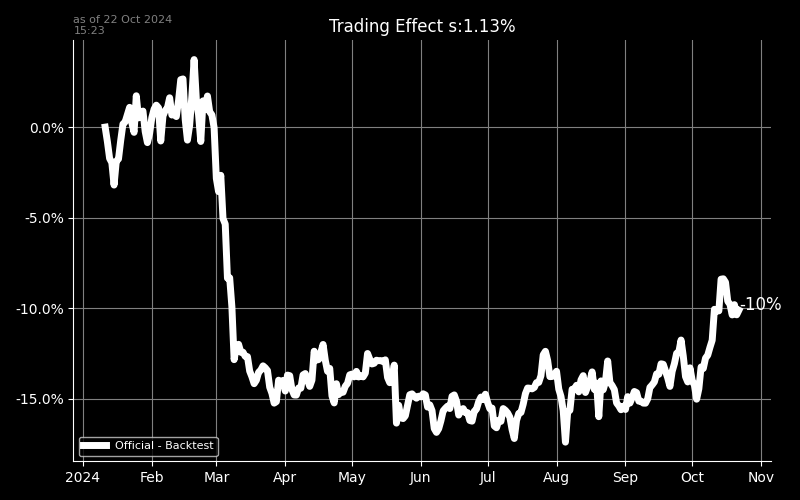 as of 22 Oct 2024
15:23
Trading Effect s:1.13%
0.0%
-5.0%
-10.0%
-15.0%
-10%
Official - Backtest
2024 Feb Mar Apr May Jun Jul Aug Sep Oct Nov